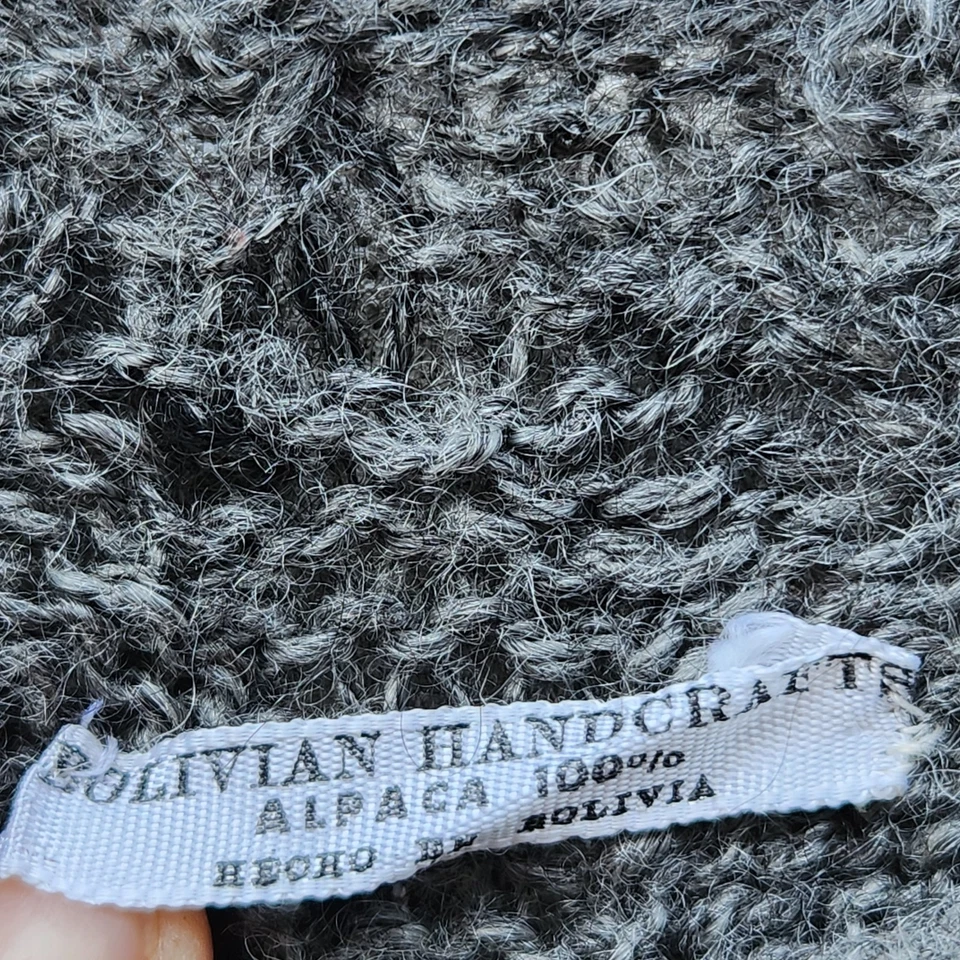 BOLIVIAN HANDCRAFTS
ALPACA 100%
HECHO EN BOLIVIA